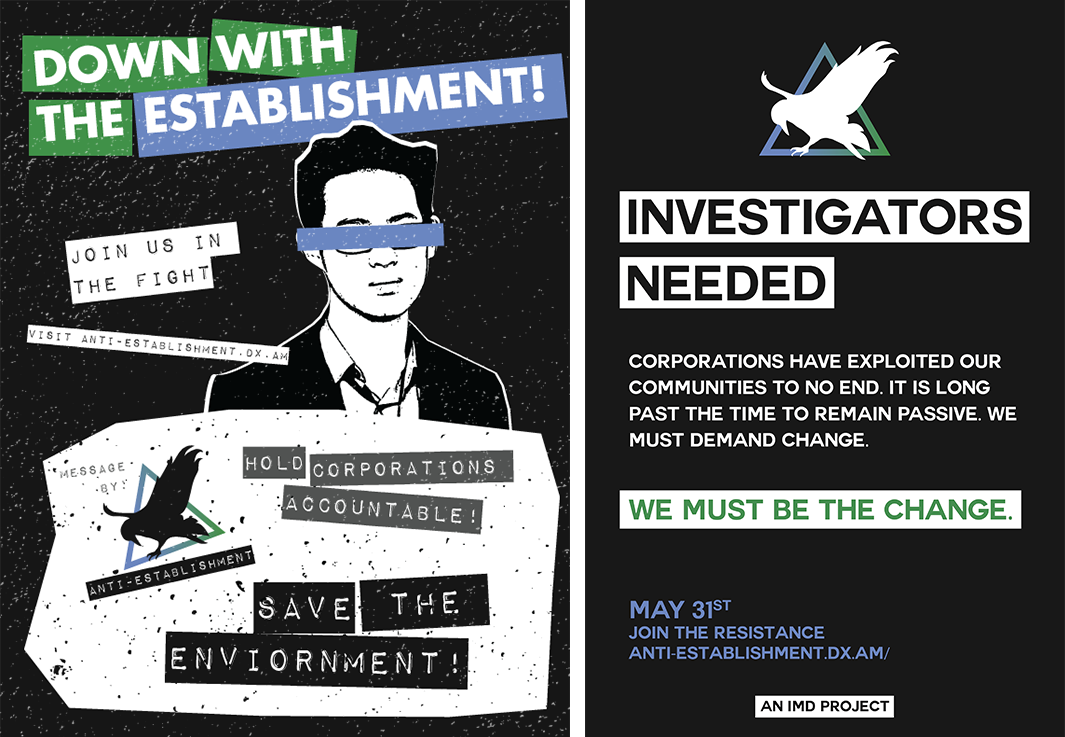 DOWN WITH
THE ESTABLISHMENT!
JOIN US IN
THE FIGHT
VISIT ANTI-ESTABLISHMENT.DX.AM
MESSAGE
BY:
ANTI-ESTABLISHMENT
HOLD CORPORATIONS
ACCOUNTABLE!
SAVE THE
ENVIORNMENT!
INVESTIGATORS
NEEDED
CORPORATIONS HAVE EXPLOITED OUR
COMMUNITIES TO NO END. IT IS LONG
PAST THE TIME TO REMAIN PASSIVE. WE
MUST DEMAND CHANGE.
WE MUST BE THE CHANGE.
MAY 31ST
JOIN THE RESISTANCE
ANTI-ESTABLISHMENT.DX.AM/
AN IMD PROJECT